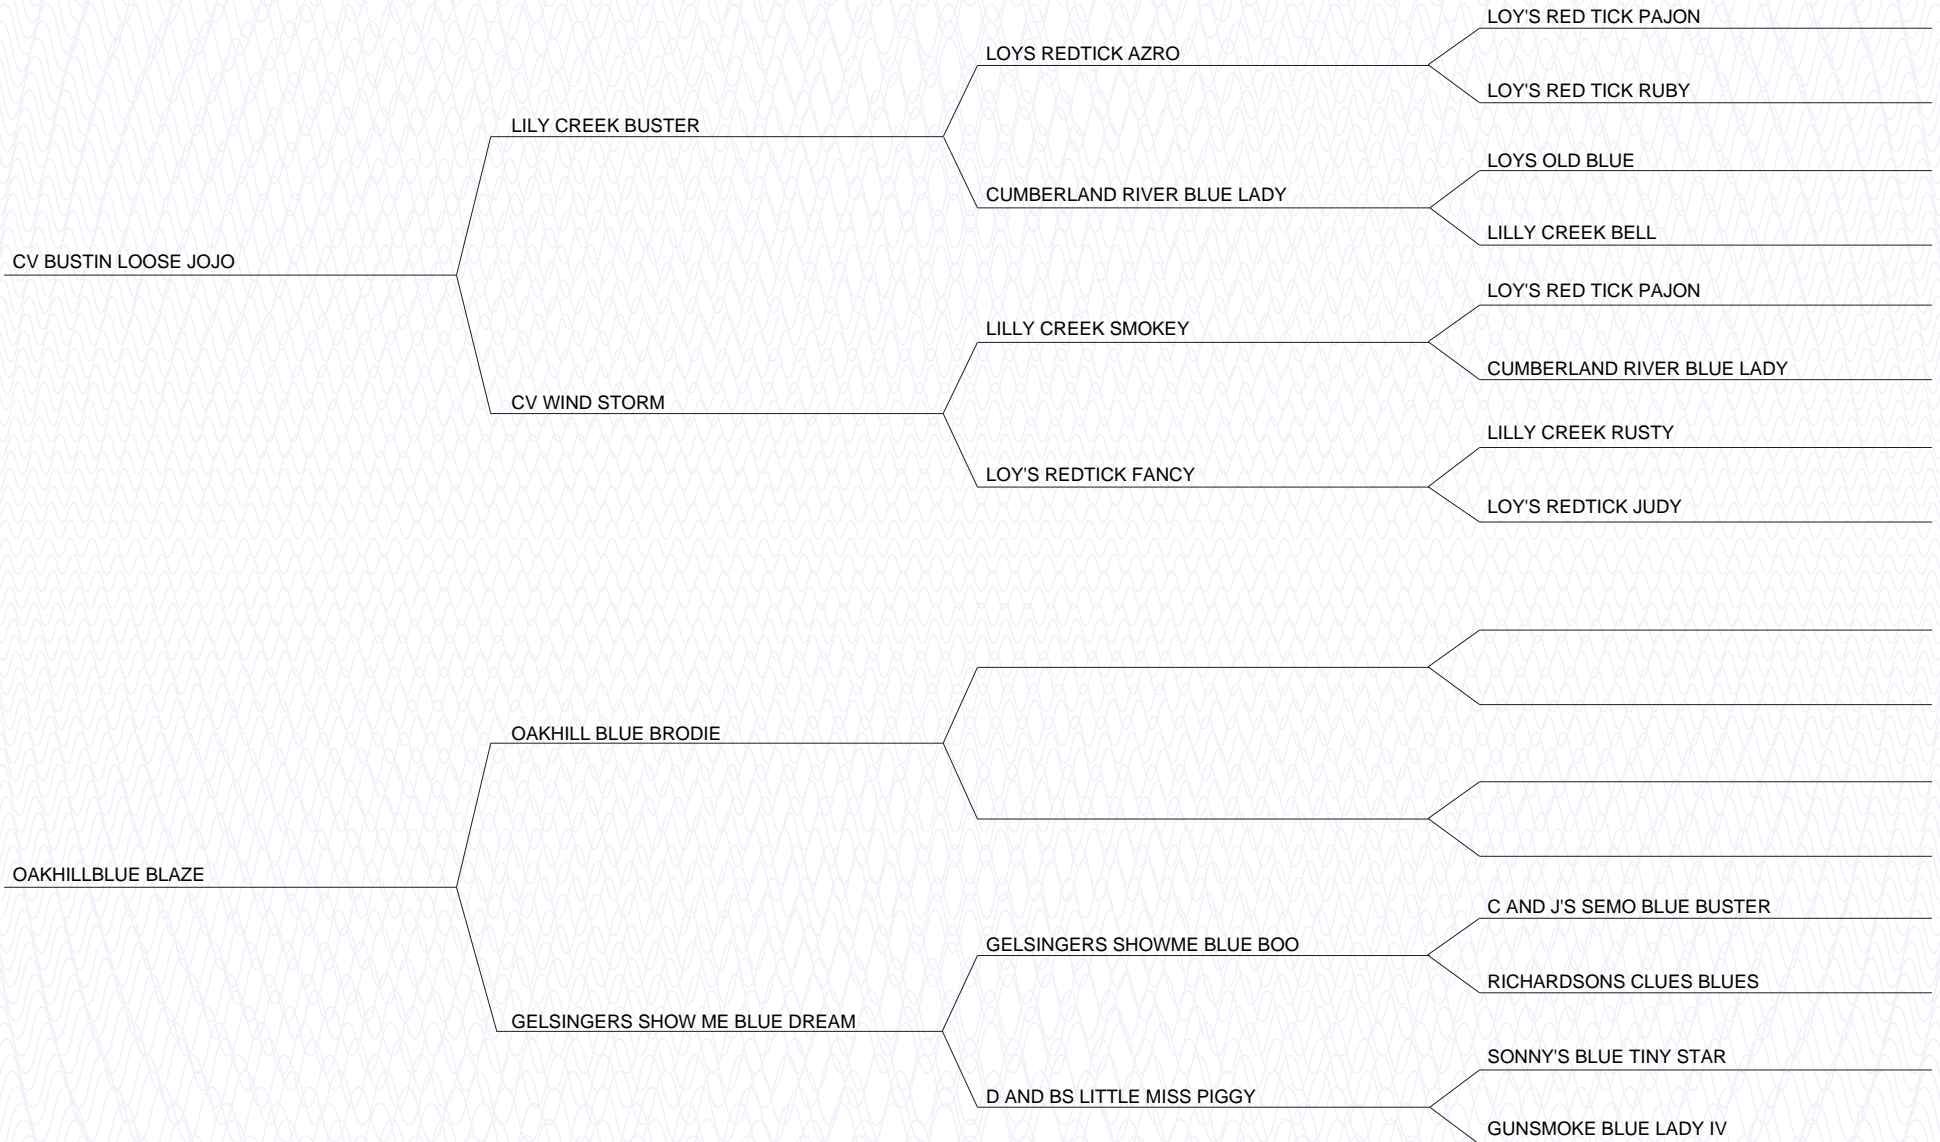 LOY'S RED TICK PAJON
LOYS REDTICK AZRO
LOY'S RED TICK RUBY
LILY CREEK BUSTER
LOYS OLD BLUE
CUMBERLAND RIVER BLUE LADY
LILLY CREEK BELL
CV BUSTIN LOOSE JOJO
LOY'S RED TICK PAJON
LILLY CREEK SMOKEY
CUMBERLAND RIVER BLUE LADY
CV WIND STORM
LILLY CREEK RUSTY
LOY'S REDTICK FANCY
LOY'S REDTICK JUDY
OAKHILL BLUE BRODIE
OAKHILLBLUE BLAZE
C AND J'S SEMO BLUE BUSTER
GELSINGERS SHOWME BLUE BOO
RICHARDSONS CLUES BLUES
GELSINGERS SHOW ME BLUE DREAM
SONNY'S BLUE TINY STAR
D AND BS LITTLE MISS PIGGY
GUNSMOKE BLUE LADY IV